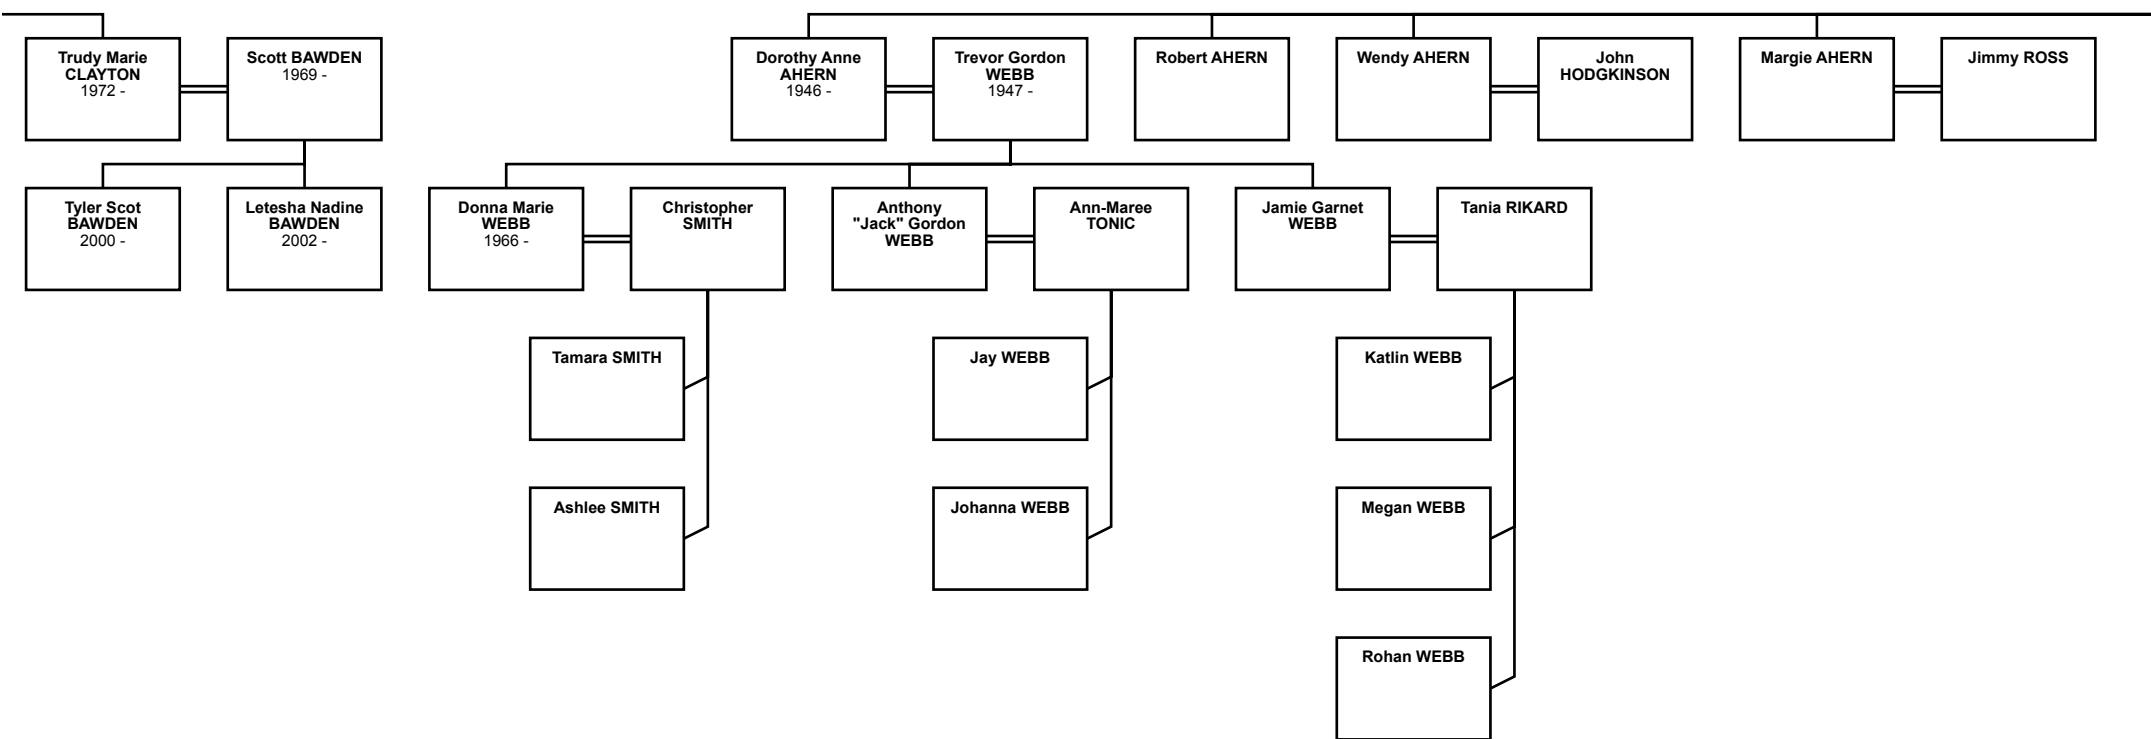 Trudy Marie
CLAYTON
1972 -
Scott BAWDEN
1969 -
Dorothy Anne
AHERN
1946 -
Trevor Gordon
WEBB
1947 -
Robert AHERN
Wendy AHERN
John
HODGKINSON
Margie AHERN
Jimmy ROSS
Tyler Scot
BAWDEN
2000 -
Letesha Nadine
BAWDEN
2002 -
Donna Marie
WEBB
1966 -
Christopher
SMITH
Anthony
"Jack" Gordon
WEBB
Ann-Maree
TONIC
Jamie Garnet
WEBB
Tania RIKARD
Tamara SMITH
Jay WEBB
Katlin WEBB
Ashlee SMITH
Johanna WEBB
Megan WEBB
Rohan WEBB